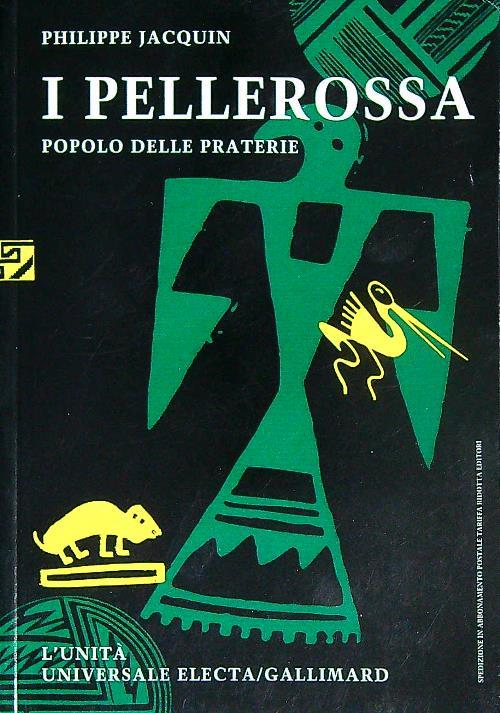 PHILIPPE JACQUIN
I PELLEROSSA
POPOLO DELLE PRATERIE
L'UNITÀ
UNIVERSALE ELECTA/GALLIMARD
SPEDIZIONE IN ABBONAMENTO POSTALE TARIFFA RIDOTTA EDITORI